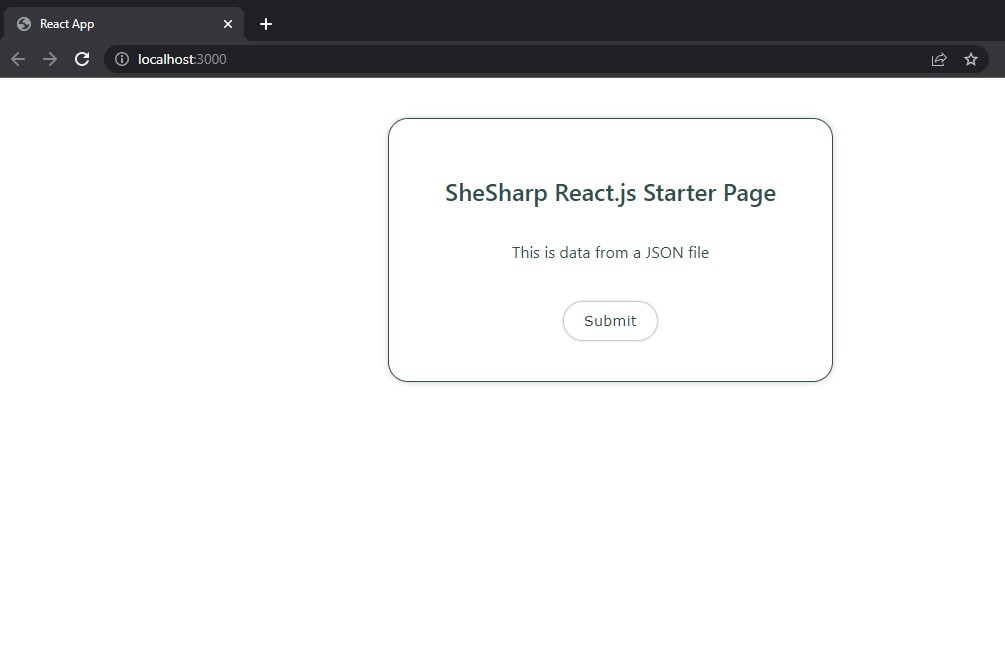 React App
localhost:3000
SheSharp React.js Starter Page
This is data from a JSON file
Submit